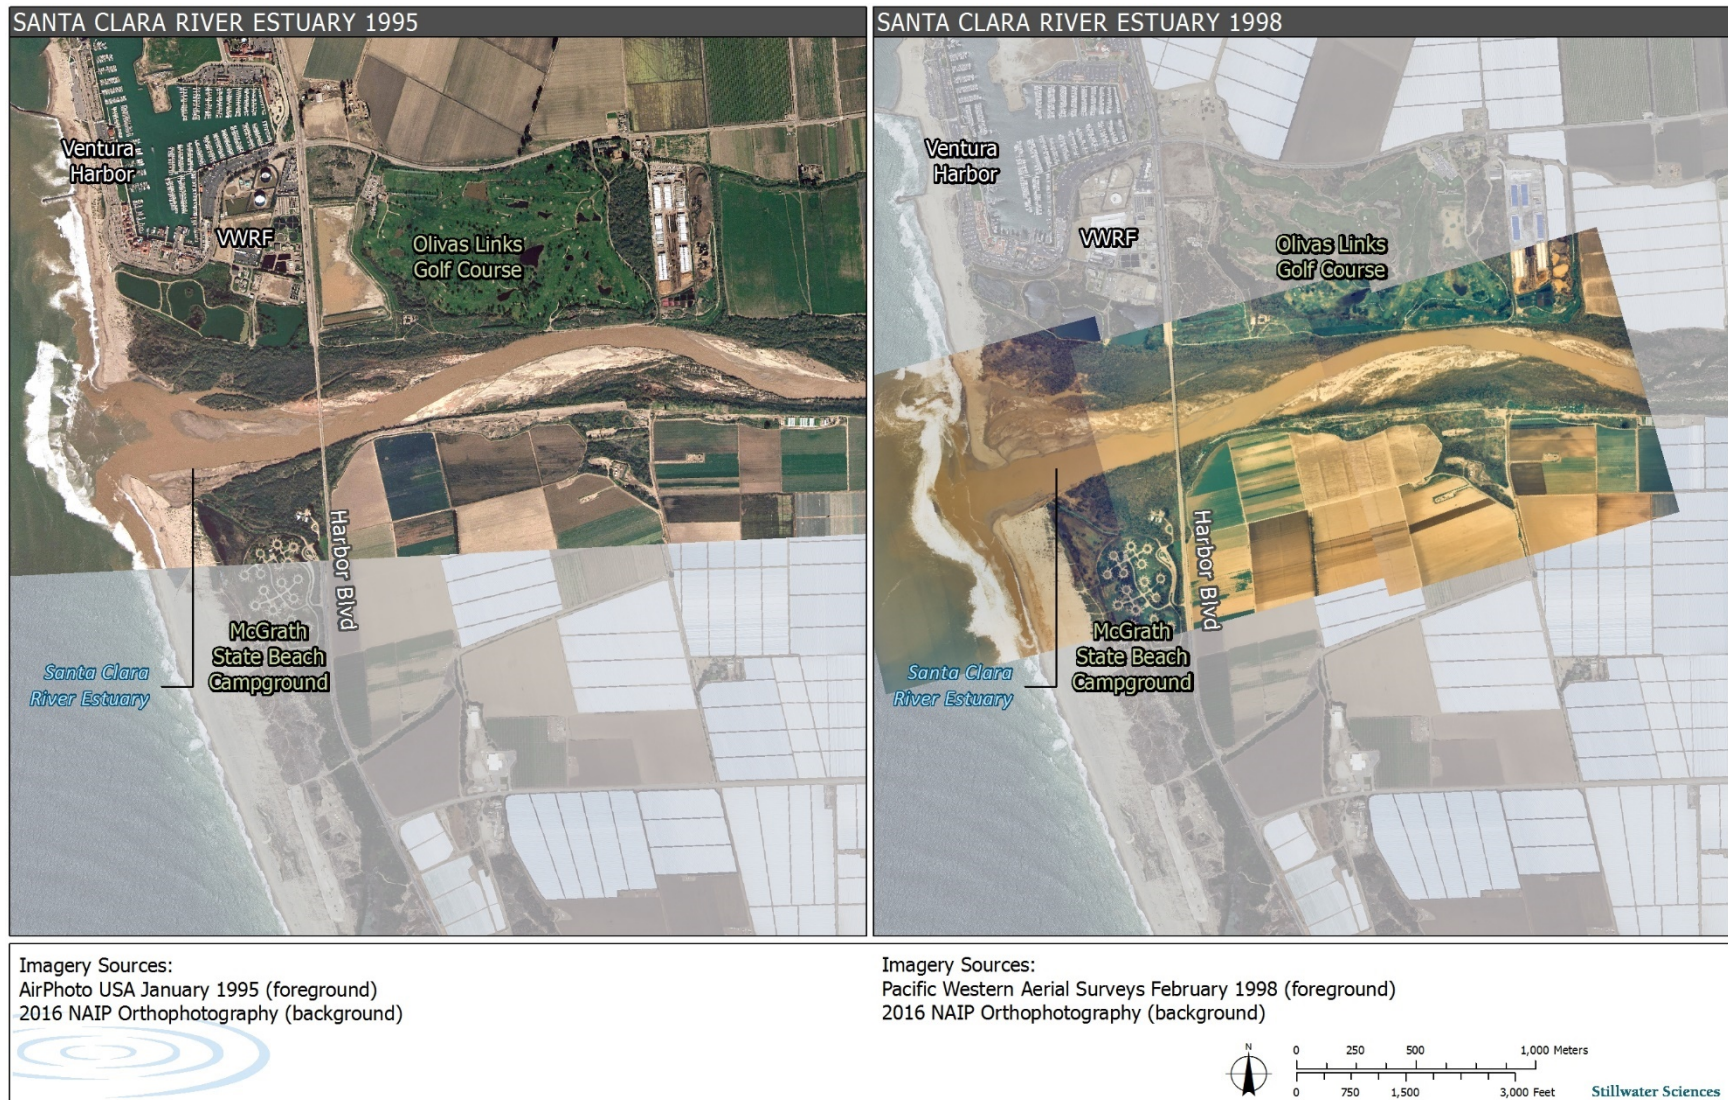 SANTA CLARA RIVER ESTUARY 1995
Ventura
Harbor
VWRF
Olivas Links
Golf Course
Harbor Blvd
McGrath
State Beach
Campground
Santa Clara
River Estuary
SANTA CLARA RIVER ESTUARY 1998
Ventura
Harbor
VWRF
Olivas Links
Golf Course
Harbor Blvd
McGrath
State Beach
Campground
Santa Clara
River Estuary
Imagery Sources:
AirPhoto USA January 1995 (foreground)
2016 NAIP Orthophotography (background)
Imagery Sources:
Pacific Western Aerial Surveys February 1998 (foreground)
2016 NAIP Orthophotography (background)
N
0 250 500 1,000 Meters
0 750 1,500 3,000 Feet
Stillwater Sciences